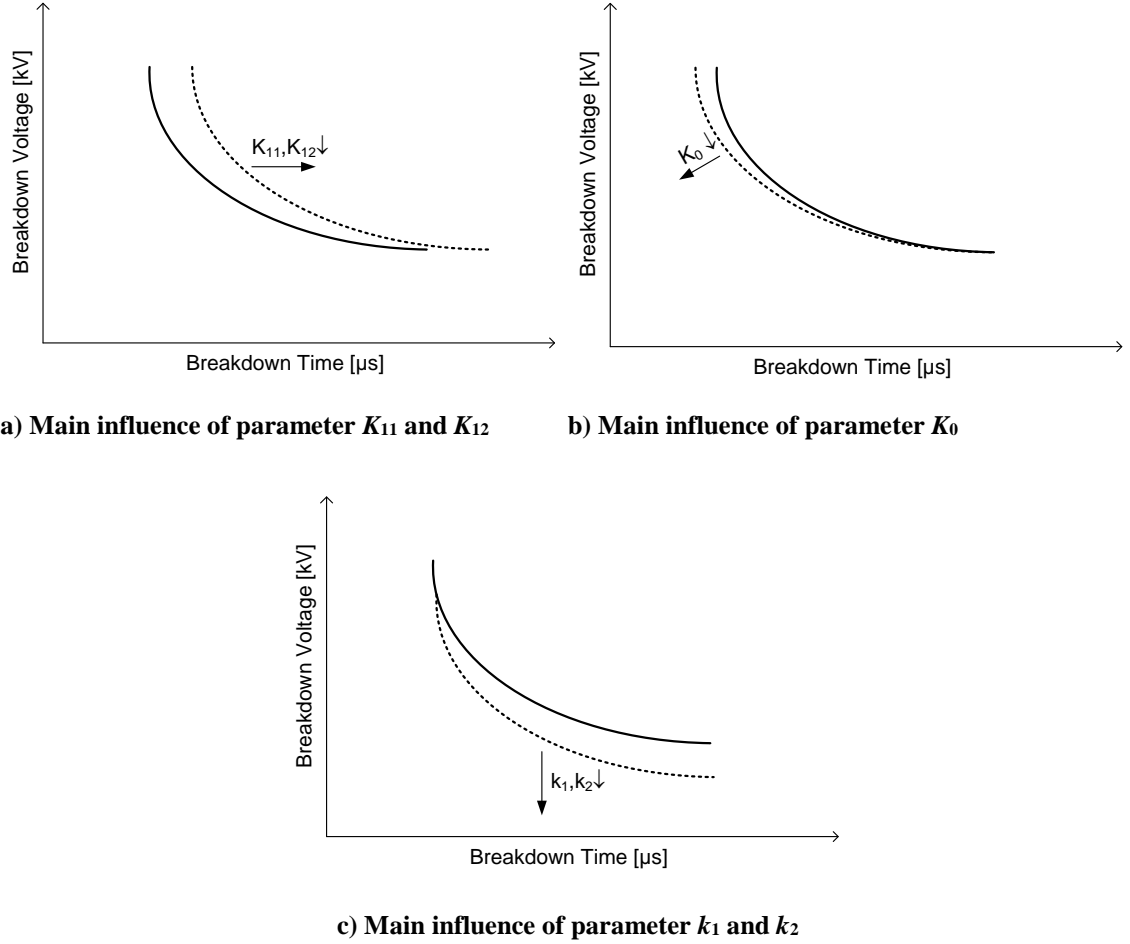 Breakdown Voltage [kV]
K11,K12↓
Breakdown Time [µs]
Breakdown Voltage [kV]
K0 ↓
Breakdown Time [µs]
a) Main influence of parameter K11 and K12
b) Main influence of parameter K0
Breakdown Voltage [kV]
k1,k2↓
Breakdown Time [µs]
c) Main influence of parameter k1 and k2